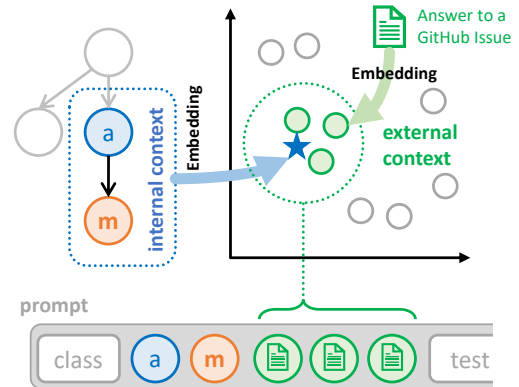 Answer to a
GitHub Issue
Embedding
a
internal context
Embedding
external
context
m
prompt
class
a
m
test